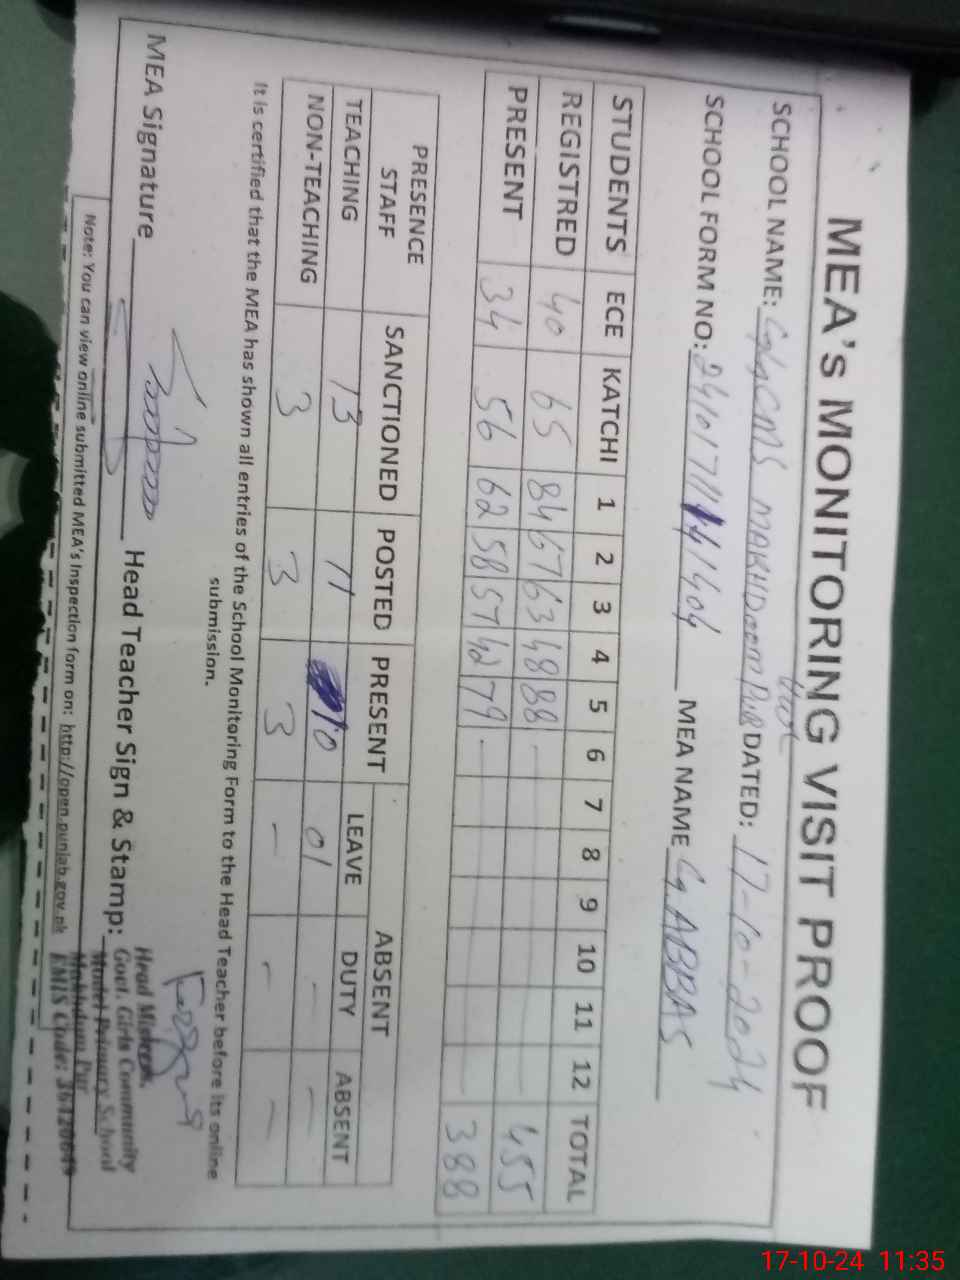 MEA'S MONITORING VISIT PROOF
SCHOOL NAME: MAKHDOOM PUR DATED: 17-10-2024
SCHOOL FORM NO: MEA NAME ABBAS
STUDENTS ECE KATCHI 1 2 3 4 5 6 7 8 9 10 11 12 TOTAL
REGISTRED 40 65 84 67 63 48 88 - 455
PRESENT 34 56 62 58 57 42 79 - 388
PRESENCE STAFF SANCTIONED POSTED PRESENT ABSENT
LEAVE DUTY ABSENT
TEACHING 13 11 10 01 - -
NON-TEACHING 3 3 3 - - -
It is certified that the MEA has shown all entries of the School Monitoring Form to the Head Teacher before its online
submission.
MEA Signature Head Teacher Sign & Stamp:
Head Mistress
Govt. Girls Community
Model Primary School
Makhdum Pur
EMIS Code: 36120049
Note: You can view online submitted MEA's Inspection form on: http://open.punjab.gov.pk
17-10-24 11:35